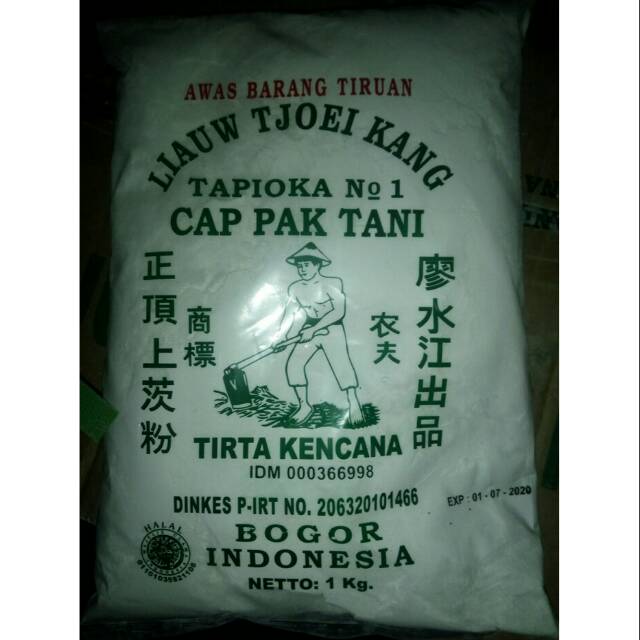 AWAS BARANG TIRUAN
LIAUW TJOEI KANG
TAPIOKA No 1
CAP PAK TANI
正頂上茨粉
商標
农夫
廖水江出品
TIRTA KENCANA
IDM 000366998
DINKES P-IRT NO. 206320101466
EXP : 01 - 07 - 2020
HALAL
BOGOR
INDONESIA
NETTO: 1 Kg.